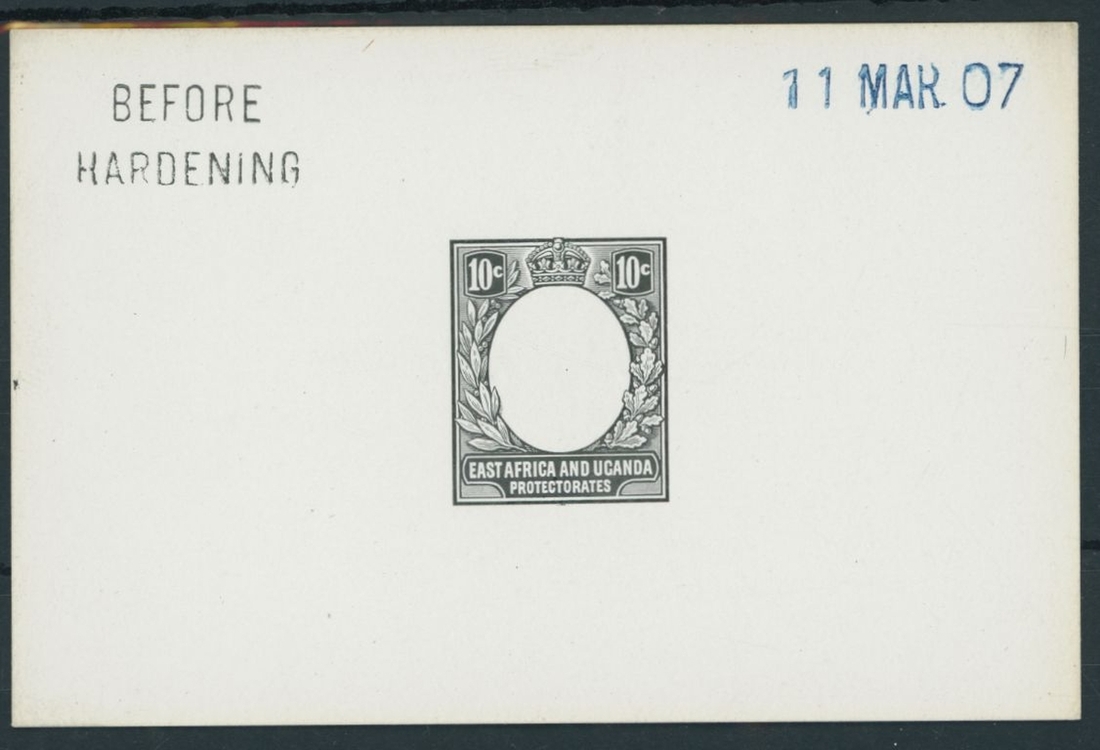 BEFORE
HARDENING
11 MAR. 07
10c 10c
EAST AFRICA AND UGANDA
PROTECTORATES